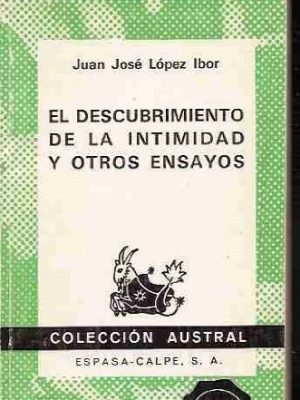 Juan José López Ibor
EL DESCUBRIMIENTO
DE LA INTIMIDAD
Y OTROS ENSAYOS
COLECCIÓN AUSTRAL
ESPASA-CALPE, S. A.